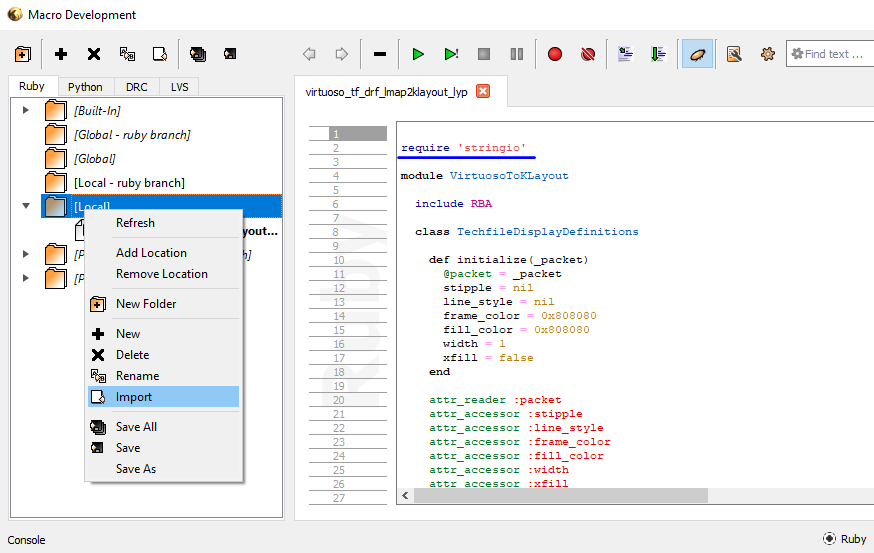 Macro Development
Find text ...
Ruby Python DRC LVS
[Built-In]
[Global - ruby branch]
[Global]
[Local - ruby branch]
[Local]
yout...
[P
h]
[P
Refresh
Add Location
Remove Location
New Folder
New
Delete
Rename
Import
Save All
Save
Save As
virtuoso_tf_drf_lmap2klayout_lyp
Ruby
1
2 require 'stringio'
3
4 module VirtuosoToKLayout
5
6 include RBA
7
8 class TechfileDisplayDefinitions
9
10 def initialize(_packet)
11 @packet = _packet
12 stipple = nil
13 line_style = nil
14 frame_color = 0x808080
15 fill_color = 0x808080
16 width = 1
17 xfill = false
18 end
19
20 attr_reader :packet
21 attr_accessor :stipple
22 attr_accessor :line_style
23 attr_accessor :frame_color
24 attr_accessor :fill_color
25 attr_accessor :width
26 attr_accessor :xfill
27
Console
Ruby